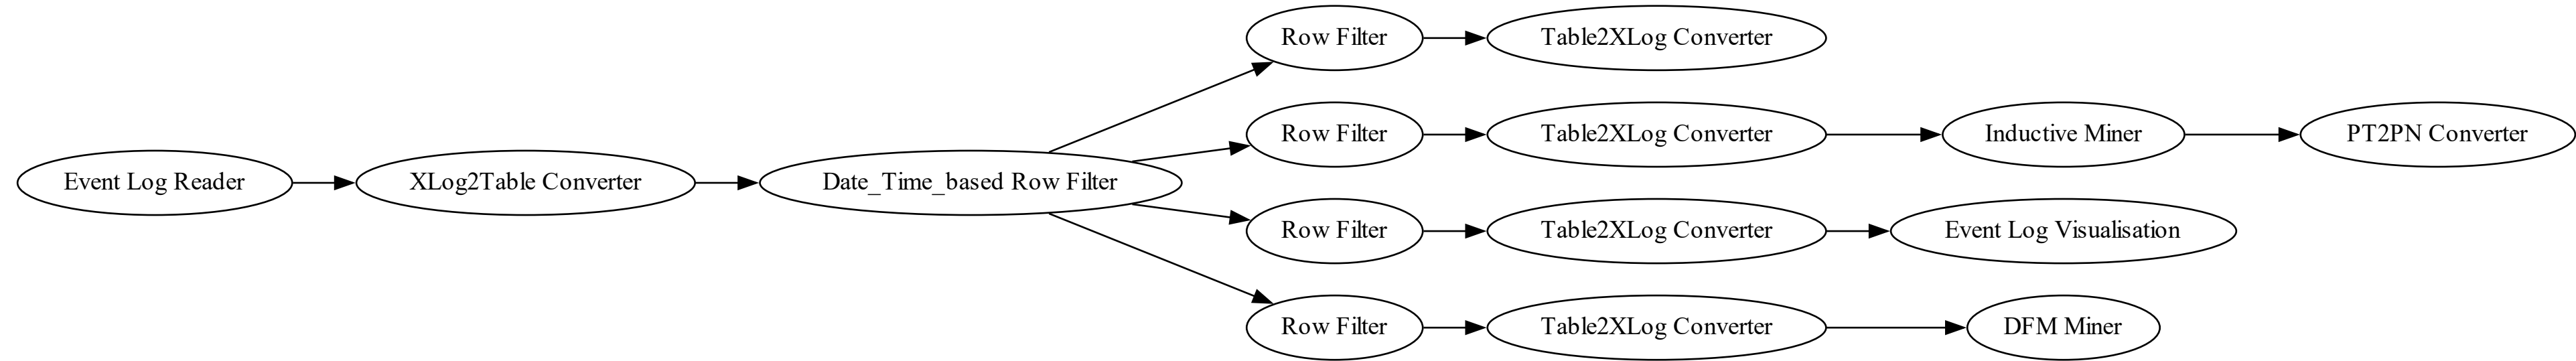 Row Filter
Table2XLog Converter
Row Filter
Table2XLog Converter
Inductive Miner
PT2PN Converter
Event Log Reader
XLog2Table Converter
Date_Time_based Row Filter
Row Filter
Table2XLog Converter
Event Log Visualisation
Row Filter
Table2XLog Converter
DFM Miner